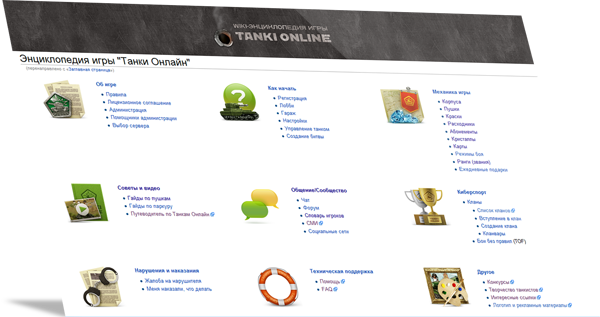 WIKI-ЭНЦИКЛОПЕДИЯ ИГРЫ
TANKI ONLINE
Энциклопедия игры "Танки Онлайн"
(перенаправлено с «Заглавная страница»)
Об игре
Правила
Лицензионное соглашение
Администрация
Помощники администрации
Выбор сервера
Как начать
Регистрация
Лобби
Гараж
Настройки
Управление танком
Создание битвы
Механика игры
Корпуса
Пушки
Краски
Расходники
Абонементы
Кристаллы
Карты
Режимы боя
Ранги (звания)
Ежедневные подарки
Советы и видео
Гайды по пушкам
Гайды по паркуру
Путеводитель по Танкам Онлайн
Общение/Сообщество
Чат
Форум
Словарь игроков
СМИ
Социальные сети
Киберспорт
Кланы
Список кланов
Вступление в клан
Создание клана
Клановары
Бои без правил (TOF)
Нарушения и наказания
Жалоба на нарушителя
Меня наказали, что делать
Техническая поддержка
Помощь
FAQ
Другое
Конкурсы
Творчество танкистов
Интересные ссылки
Логотип и рекламные материалы